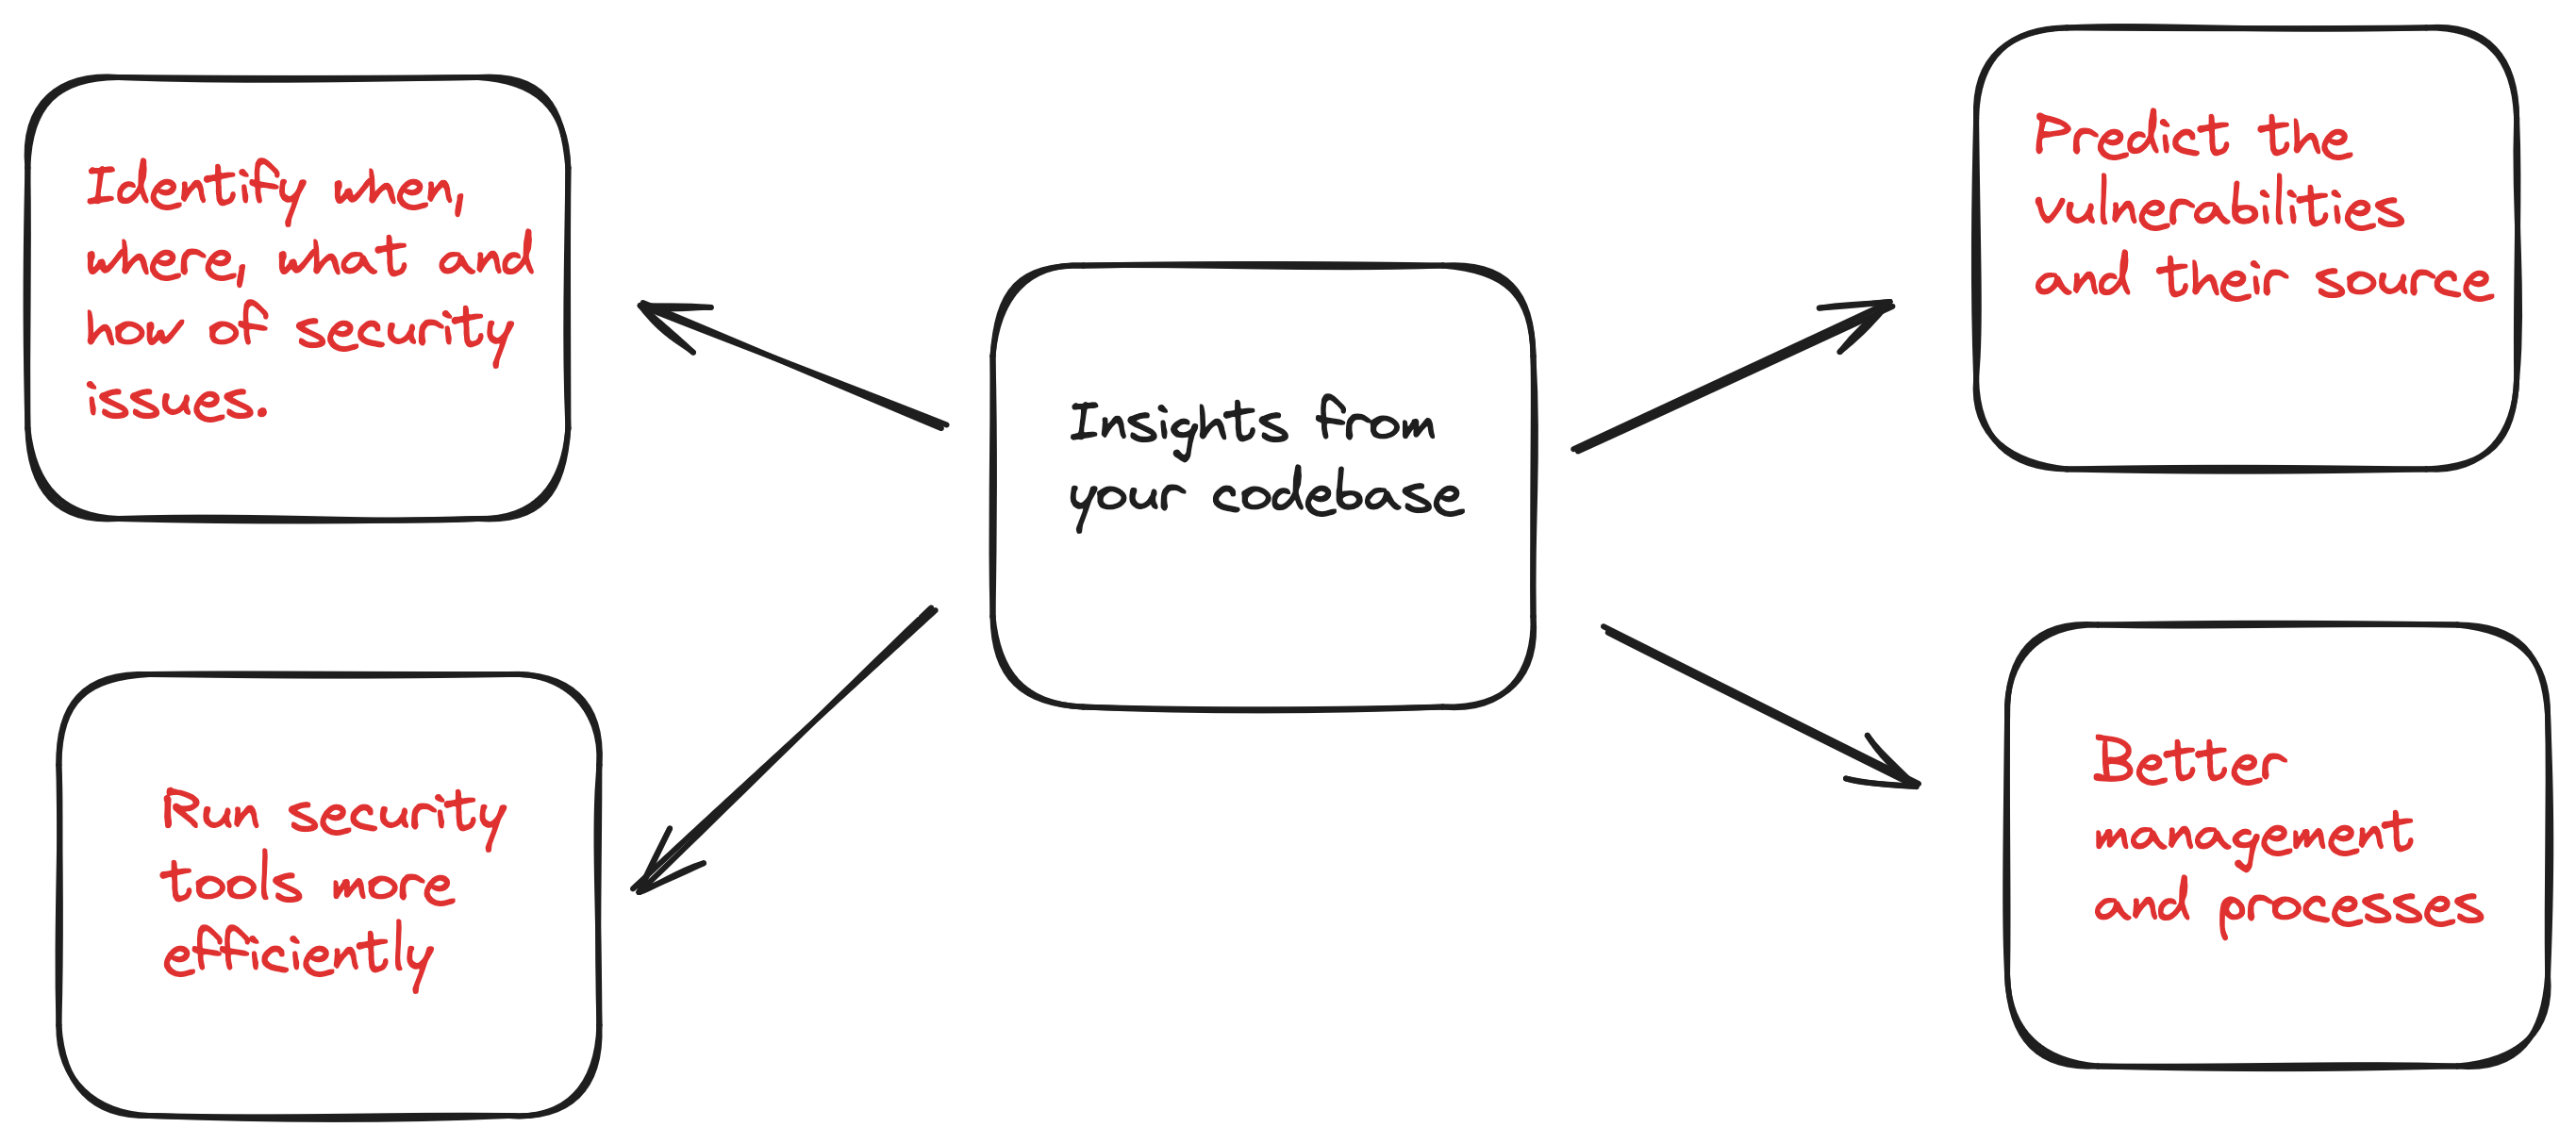 Identify when,
where, what and
how of security
issues.
Predict the
vulnerabilities
and their source
Insights from
your codebase
Run security
tools more
efficiently
Better
management
and processes